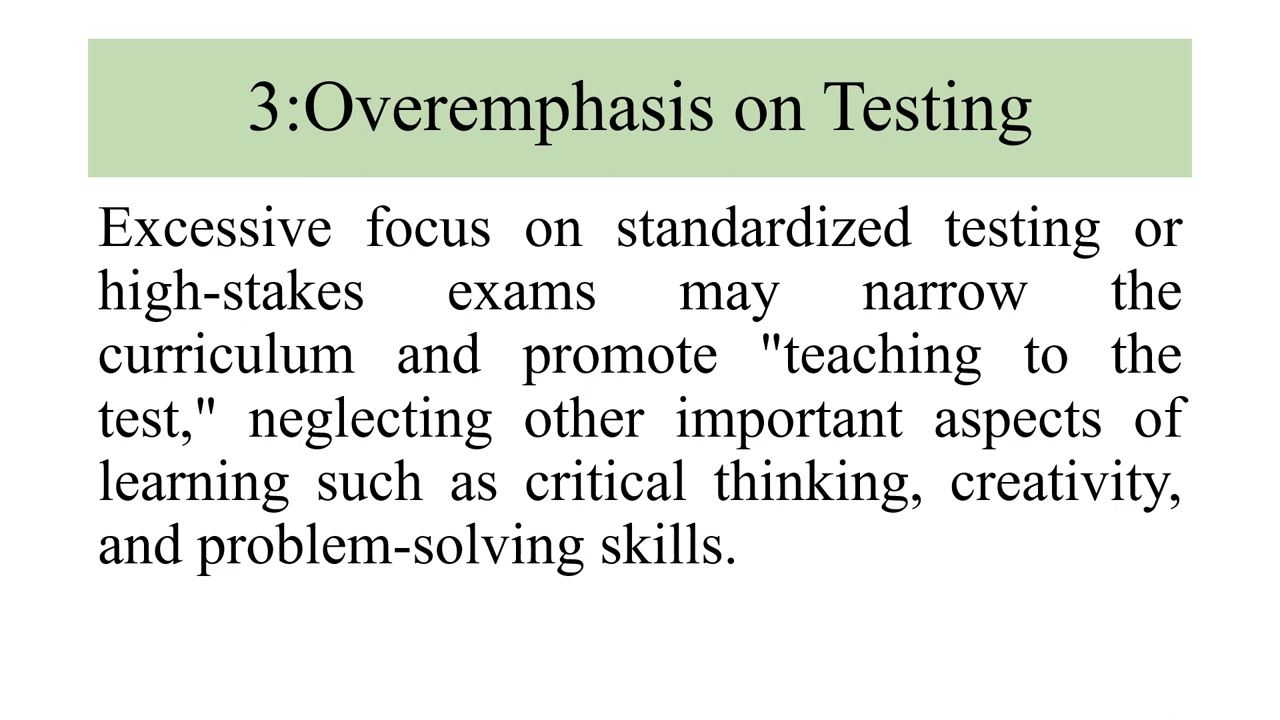 3:Overemphasis on Testing
Excessive focus on standardized testing or
high-stakes exams may narrow the
curriculum and promote "teaching to the
test," neglecting other important aspects of
learning such as critical thinking, creativity,
and problem-solving skills.